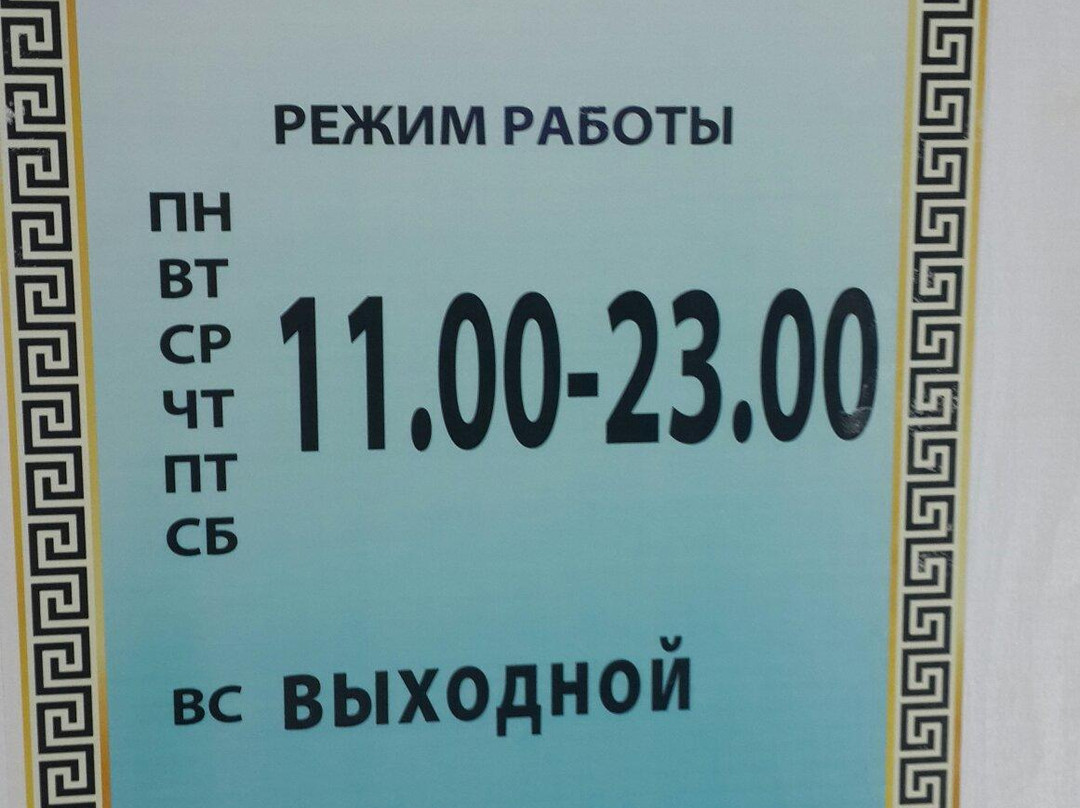 РЕЖИМ РАБОТЫ
ПН
ВТ
СР
ЧТ
ПТ
СБ
11.00-23.00
ВС ВЫХОДНОЙ